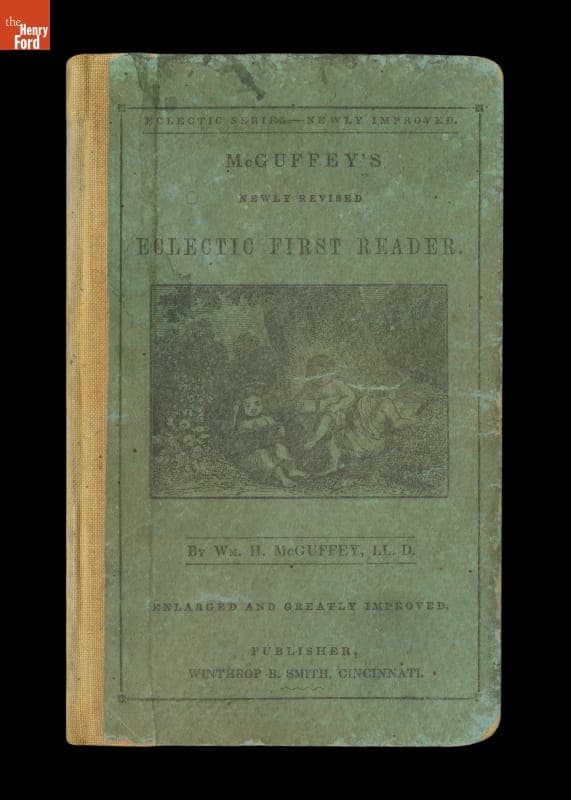 the
Henry
Ford
ECLECTIC SERIES—NEWLY IMPROVED.
McGUFFEY'S
NEWLY REVISED
ECLECTIC FIRST READER.
BY WM. H. McGUFFEY, LL. D.
ENLARGED AND GREATLY IMPROVED.
PUBLISHER,
WINTHROP B. SMITH, CINCINNATI.